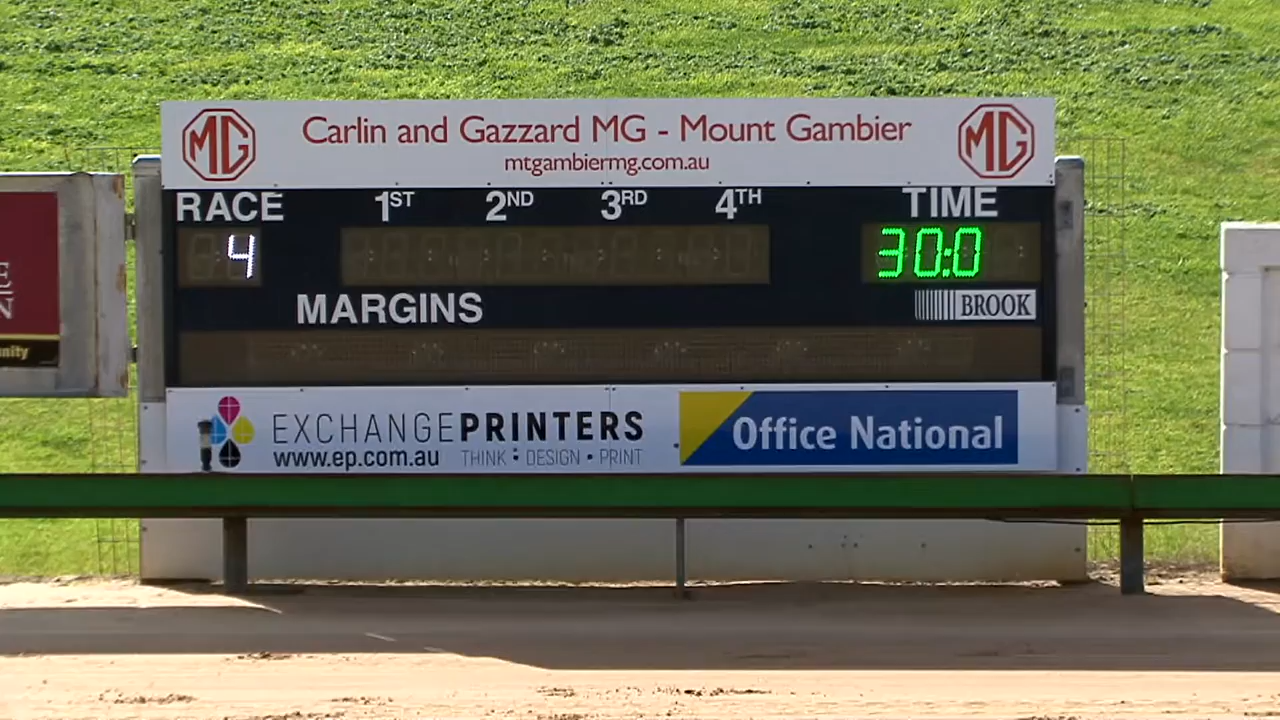 MG Carlin and Gazzard MG - Mount Gambier MG
mtgambiermg.com.au
RACE 1ST 2ND 3RD 4TH TIME
4 30:0
MARGINS BROOK
E
N
nity
EXCHANGEPRINTERS
www.ep.com.au THINK : DESIGN • PRINT
Office National